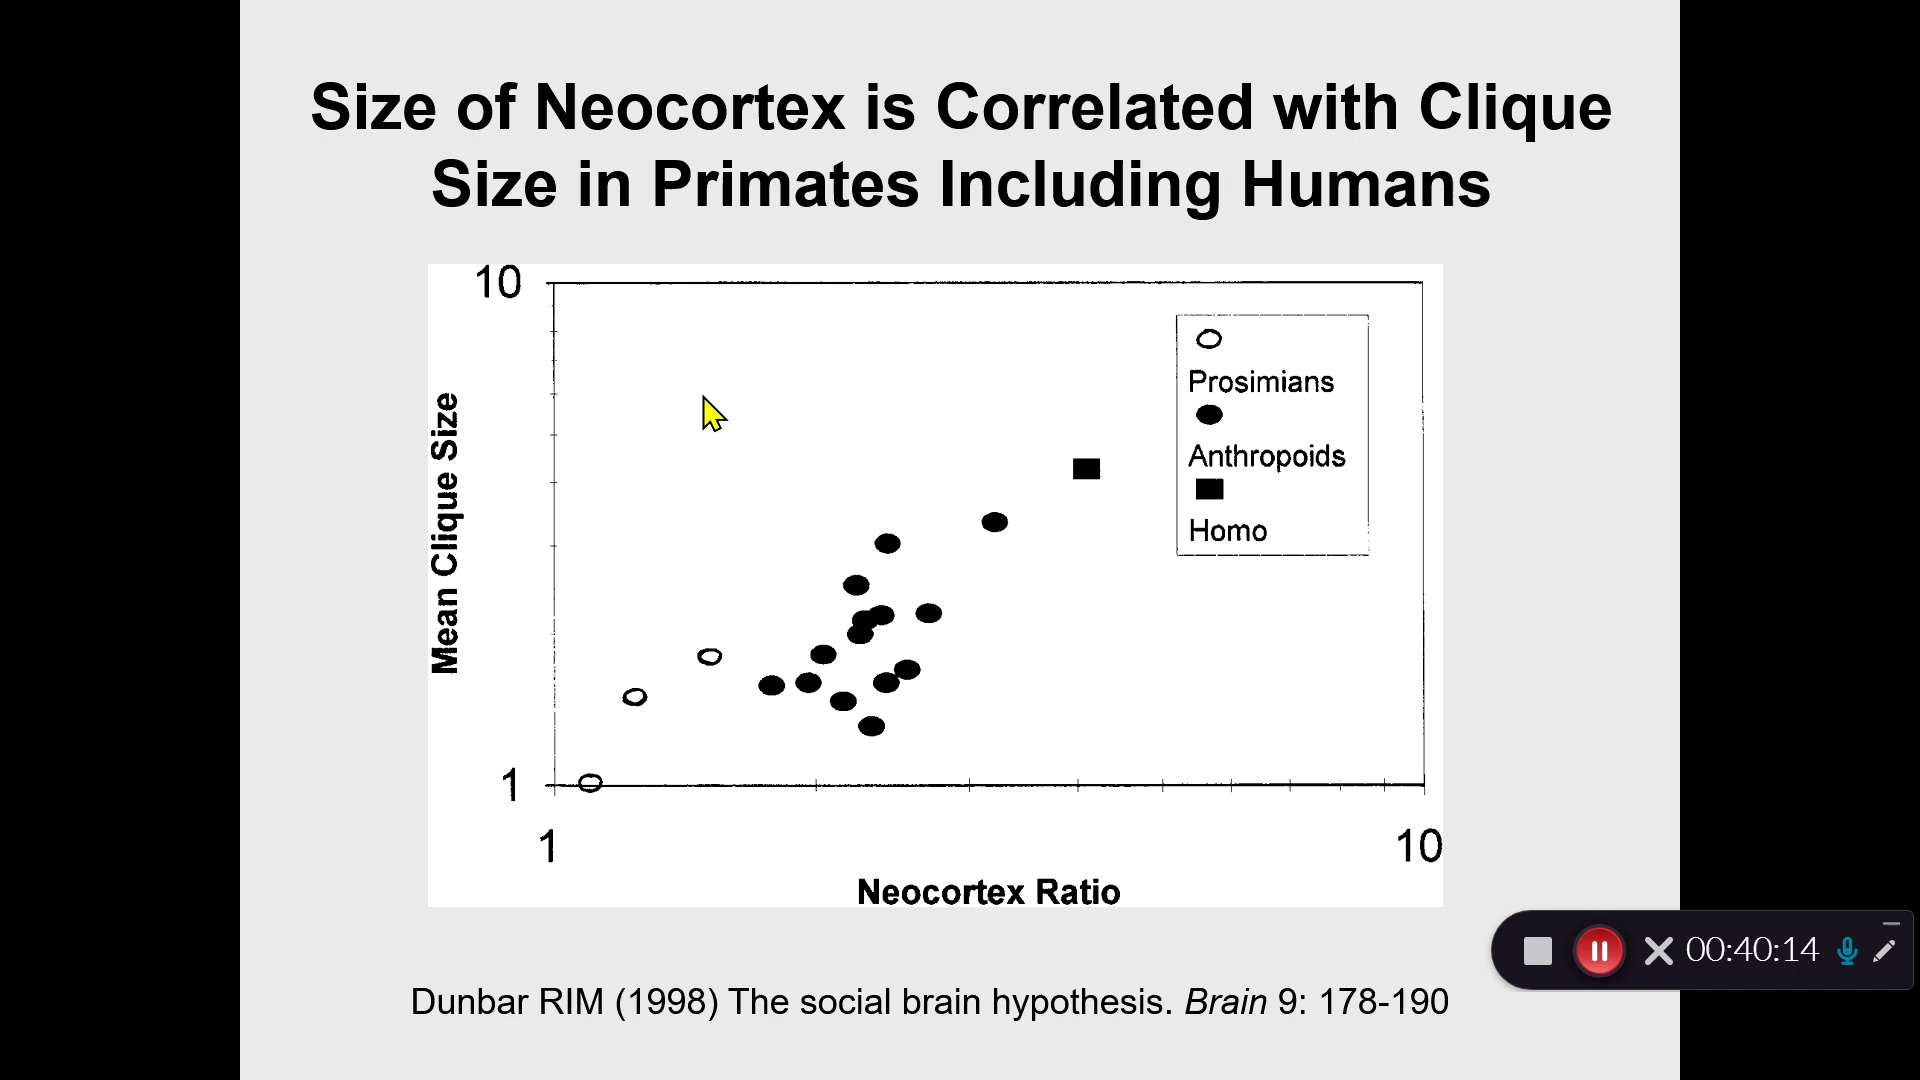 Size of Neocortex is Correlated with Clique
Size in Primates Including Humans
10
Mean Clique Size
Prosimians
Anthropoids
Homo
1
1
10
Neocortex Ratio
00:40:14
Dunbar RIM (1998) The social brain hypothesis. Brain 9: 178-190